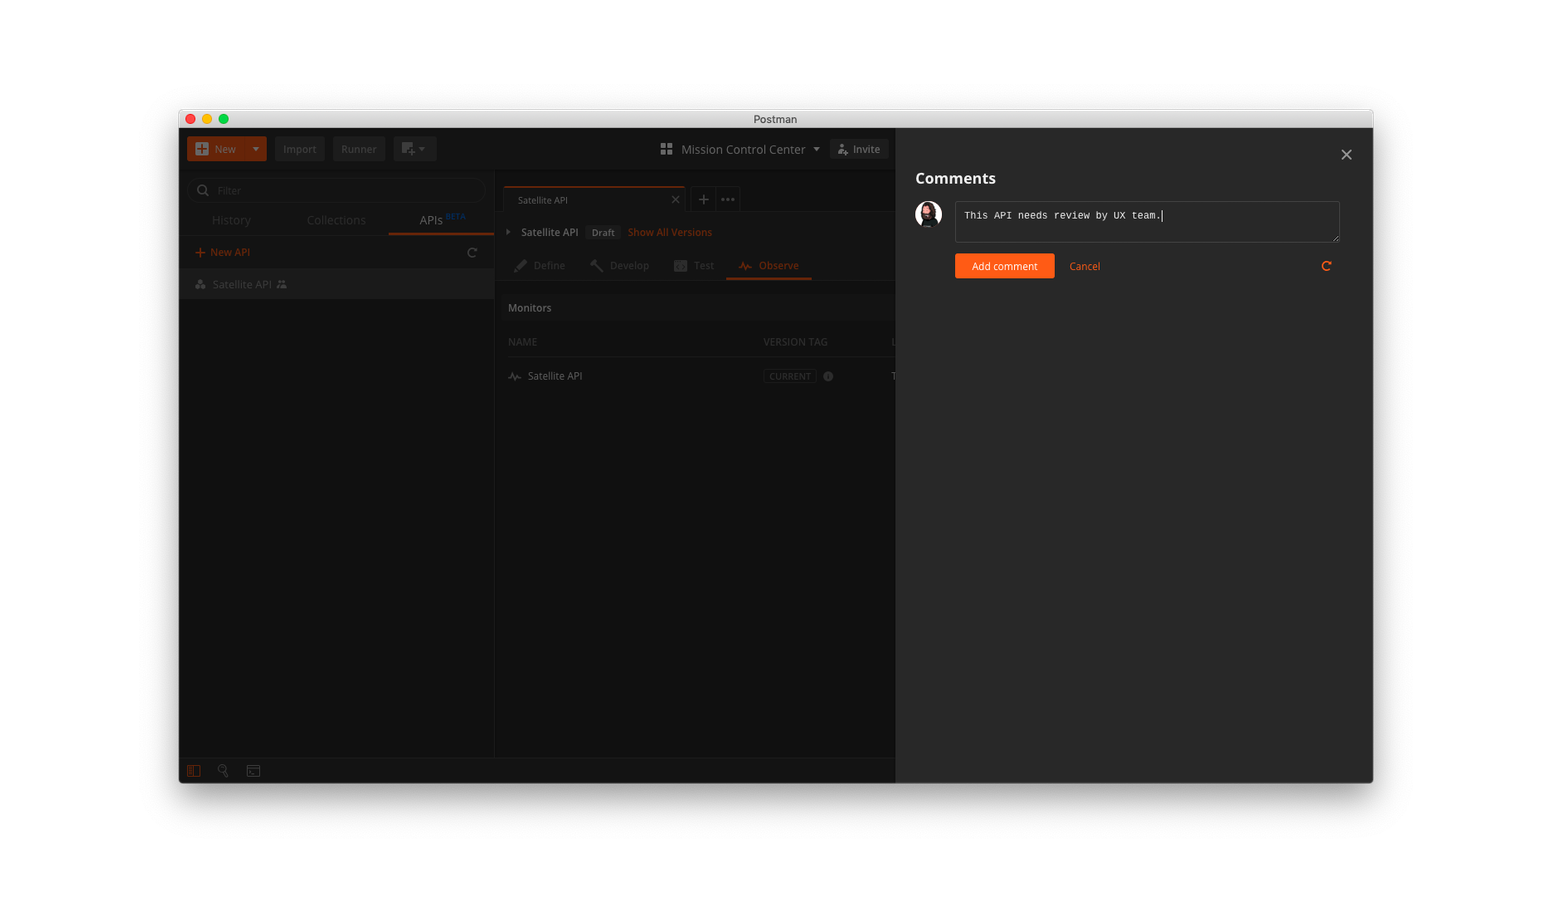 Postman
New
Import
Runner
Mission Control Center
Invite
Filter
History
Collections
APIs BETA
New API
Satellite API
Satellite API
Satellite API
Draft
Show All Versions
Define
Develop
Test
Observe
Monitors
NAME
VERSION TAG
Satellite API
CURRENT
Comments
This API needs review by UX team.
Add comment
Cancel